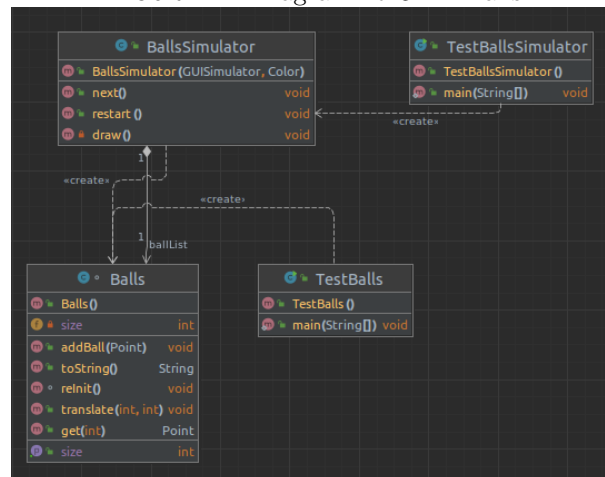 BallsSimulator
BallsSimulator(GUISimulator, Color)
next() void
restart () void
draw() void
TestBallsSimulator
TestBallsSimulator()
main(String[]) void
«create»
1
«create»
«create»
1
ballList
Balls
Balls()
size int
addBall(Point) void
toString() String
reInit() void
translate(int, int) void
get(int) Point
size int
TestBalls
TestBalls()
main(String[]) void